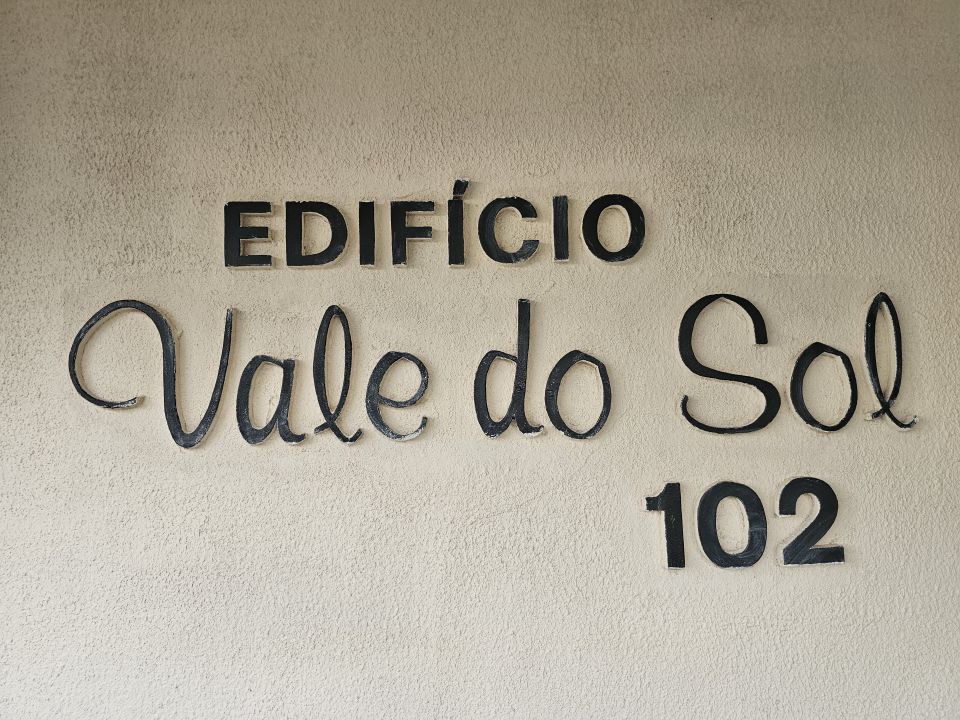 EDIFÍCIO
Vale do Sol
102